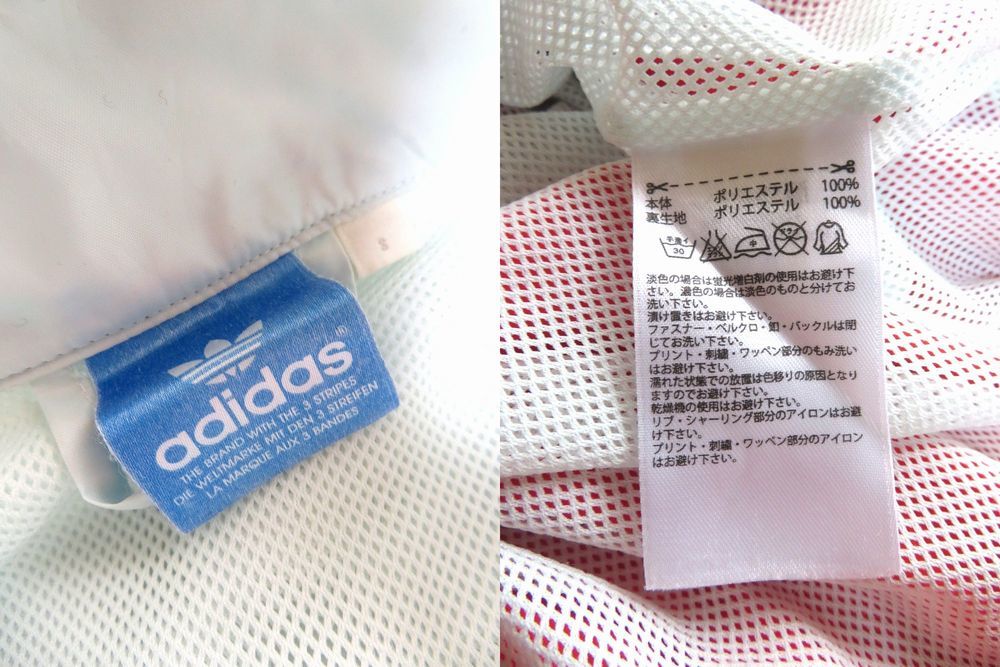 S
adidas®
THE BRAND WITH THE 3 STRIPES
DIE WELTMARKE MIT DEN 3 STREIFEN
LA MARQUE AUX 3 BANDES
本体 ポリエステル 100%
裏生地 ポリエステル 100%
手洗イ 30 中 ドライ
淡色の場合は蛍光増白剤の使用はお避け下
さい。濃色の場合は淡色のものと分けてお
洗い下さい。
漬け置きはお避け下さい。
ファスナー・ベルクロ・釦・バックルは閉
じてお洗い下さい。
プリント・刺繍・ワッペン部分のもみ洗い
はお避け下さい。
濡れた状態での放置は色移りの原因となり
ますのでお避け下さい。
乾燥機の使用はお避け下さい。
リブ・シャーリング部分のアイロンはお避
け下さい。
プリント・刺繍・ワッペン部分のアイロン
はお避け下さい。